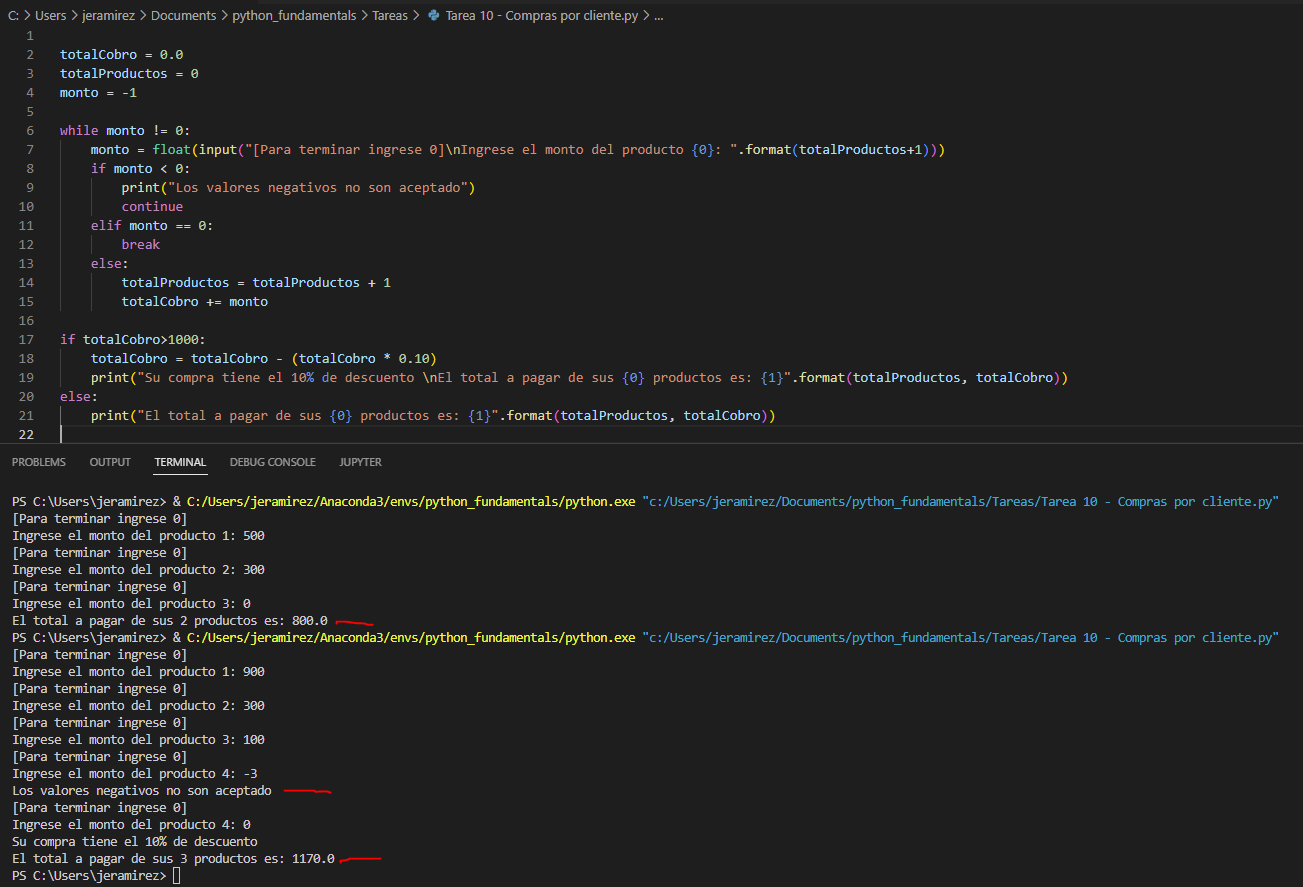 C: > Users > jeramirez > Documents > python_fundamentals > Tareas > Tarea 10 - Compras por cliente.py > ...
1
2 totalCobro = 0.0
3 totalProductos = 0
4 monto = -1
5
6 while monto != 0:
7     monto = float(input("[Para terminar ingrese 0]\nIngrese el monto del producto {0}: ".format(totalProductos+1)))
8     if monto < 0:
9         print("Los valores negativos no son aceptado")
10         continue
11     elif monto == 0:
12         break
13     else:
14         totalProductos = totalProductos + 1
15         totalCobro += monto
16
17 if totalCobro>1000:
18     totalCobro = totalCobro - (totalCobro * 0.10)
19     print("Su compra tiene el 10% de descuento \nEl total a pagar de sus {0} productos es: {1}".format(totalProductos, totalCobro))
20 else:
21     print("El total a pagar de sus {0} productos es: {1}".format(totalProductos, totalCobro))
22
PROBLEMS OUTPUT TERMINAL DEBUG CONSOLE JUPYTER
PS C:\Users\jeramirez> & C:/Users/jeramirez/Anaconda3/envs/python_fundamentals/python.exe "c:/Users/jeramirez/Documents/python_fundamentals/Tareas/Tarea 10 - Compras por cliente.py"
[Para terminar ingrese 0]
Ingrese el monto del producto 1: 500
[Para terminar ingrese 0]
Ingrese el monto del producto 2: 300
[Para terminar ingrese 0]
Ingrese el monto del producto 3: 0
El total a pagar de sus 2 productos es: 800.0
PS C:\Users\jeramirez> & C:/Users/jeramirez/Anaconda3/envs/python_fundamentals/python.exe "c:/Users/jeramirez/Documents/python_fundamentals/Tareas/Tarea 10 - Compras por cliente.py"
[Para terminar ingrese 0]
Ingrese el monto del producto 1: 900
[Para terminar ingrese 0]
Ingrese el monto del producto 2: 300
[Para terminar ingrese 0]
Ingrese el monto del producto 3: 100
[Para terminar ingrese 0]
Ingrese el monto del producto 4: -3
Los valores negativos no son aceptado
[Para terminar ingrese 0]
Ingrese el monto del producto 4: 0
Su compra tiene el 10% de descuento
El total a pagar de sus 3 productos es: 1170.0
PS C:\Users\jeramirez>